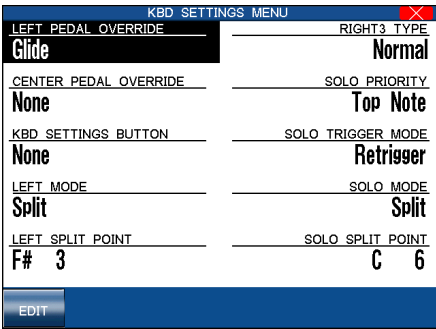 KBD SETTINGS MENU
LEFT PEDAL OVERRIDE
Glide
RIGHT3 TYPE
Normal
CENTER PEDAL OVERRIDE
None
SOLO PRIORITY
Top Note
KBD SETTINGS BUTTON
None
SOLO TRIGGER MODE
Retrigger
LEFT MODE
Split
SOLO MODE
Split
LEFT SPLIT POINT
F# 3
SOLO SPLIT POINT
C 6
EDIT